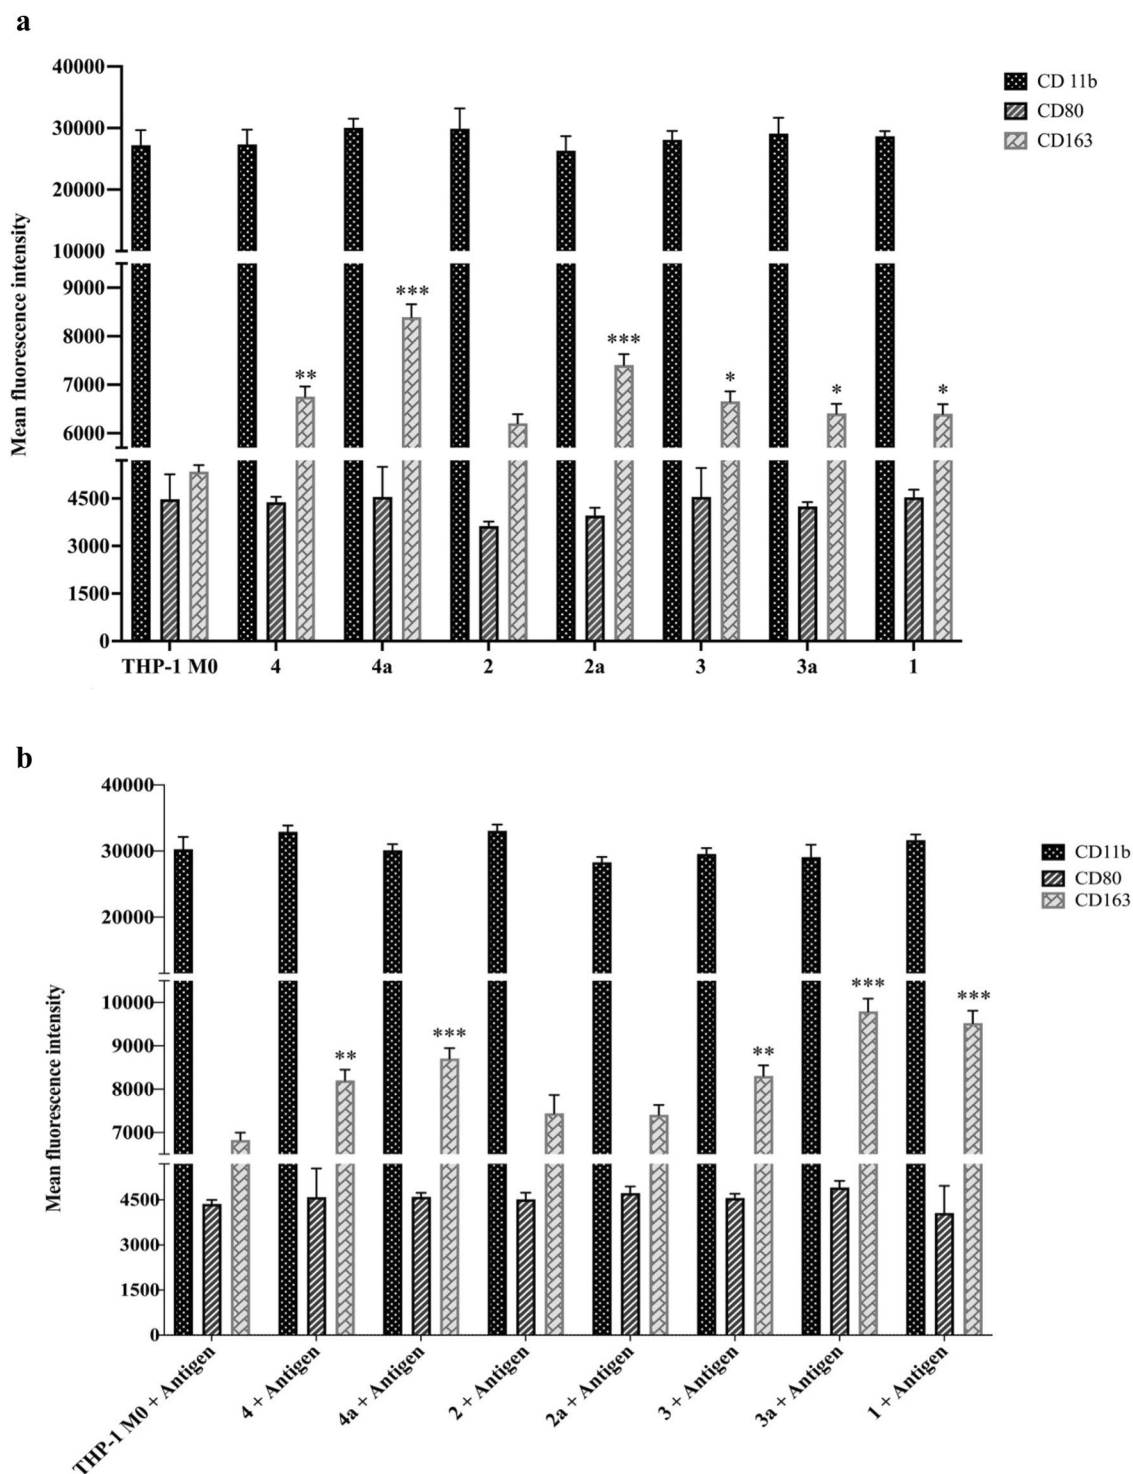 a
40000
30000
20000
10000
9000
8000
7000
6000
4500
3000
1500
0
Mean fluorescence intensity
CD 11b
CD80
CD163
**
***
***
*
*
*
THP-1 M0 4 4a 2 2a 3 3a 1
b
40000
30000
20000
10000
9000
8000
7000
4500
3000
1500
0
Mean fluorescence intensity
CD11b
CD80
CD163
**
***
**
***
***
THP-1 M0 + Antigen
4 + Antigen
4a + Antigen
2 + Antigen
2a + Antigen
3 + Antigen
3a + Antigen
1 + Antigen